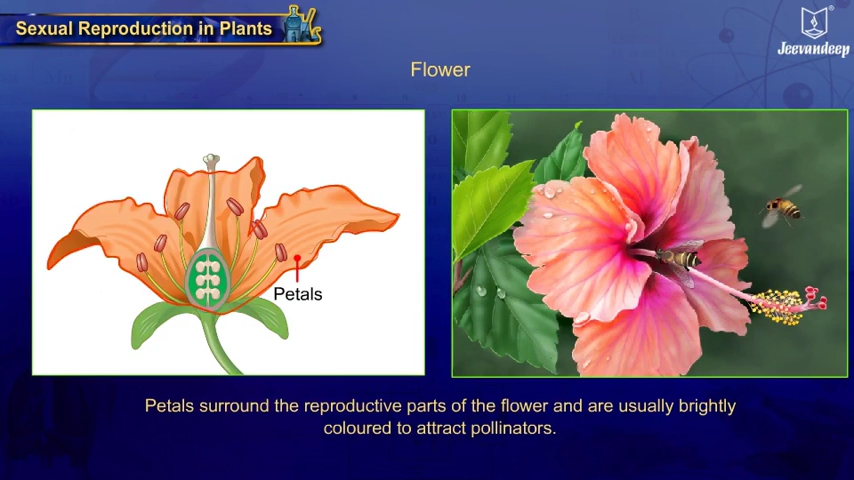 Sexual Reproduction in Plants
Jeevandeep
®
Flower
Petals
Petals surround the reproductive parts of the flower and are usually brightly
coloured to attract pollinators.